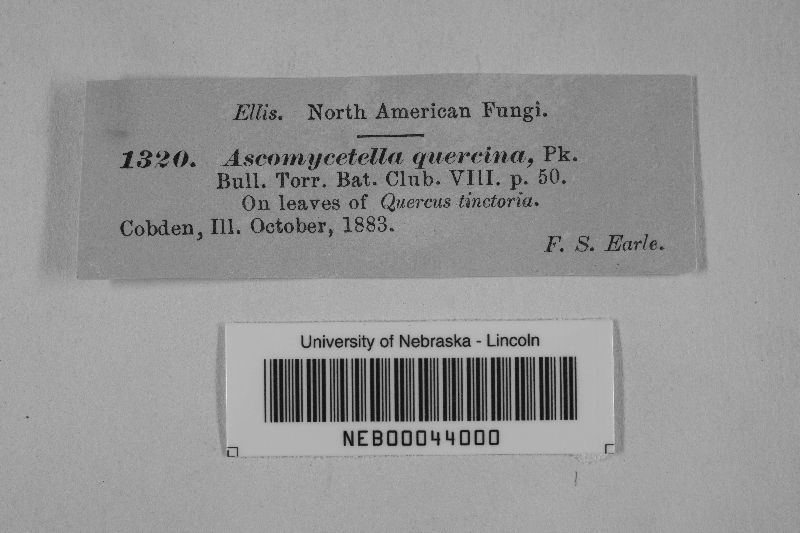 Ellis. North American Fungi.
1320. Ascomycetella quercina, Pk.
Bull. Torr. Bat. Club. VIII. p. 50.
On leaves of Quercus tinctoria.
Cobden, Ill. October, 1883.
F. S. Earle.
University of Nebraska - Lincoln
NEB00044000